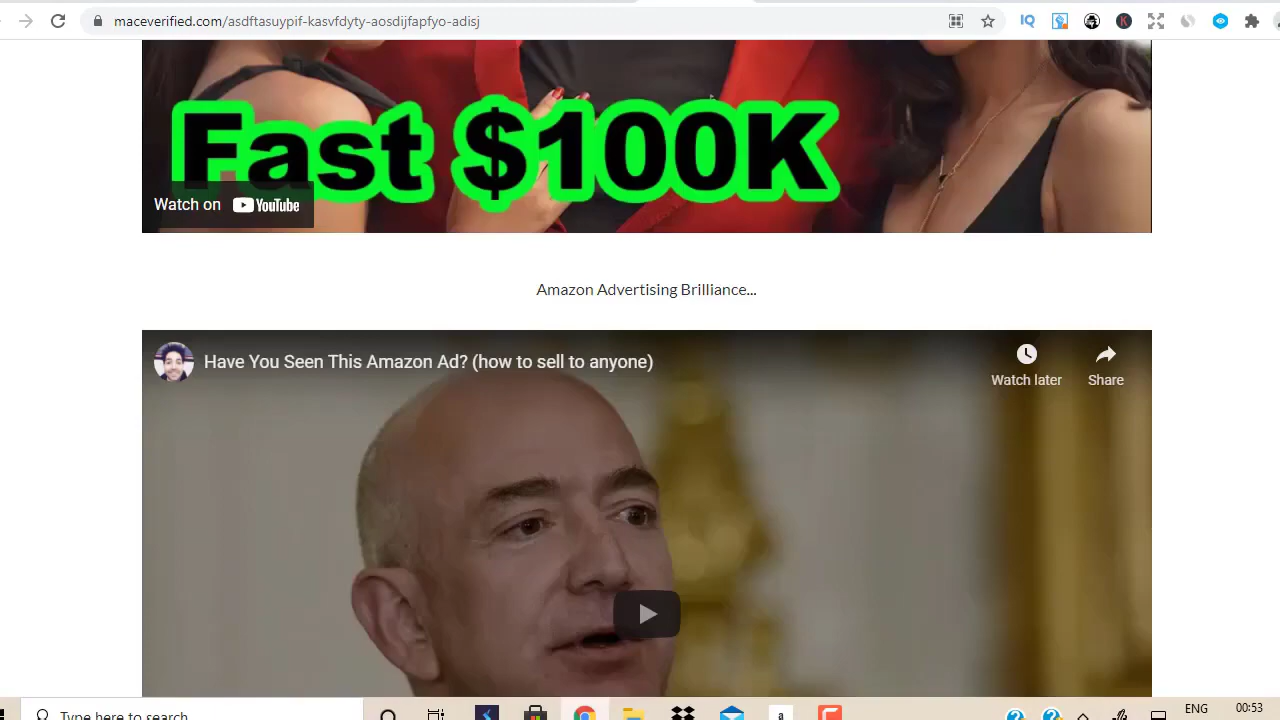 maceverified.com/asdftasuypif-kasvfdyty-aosdijfapfyo-adisj
IQ
K
Fast $100K
Watch on YouTube
Amazon Advertising Brilliance...
Have You Seen This Amazon Ad? (how to sell to anyone)
Watch later
Share
Type here to search
a
ENG
00:53